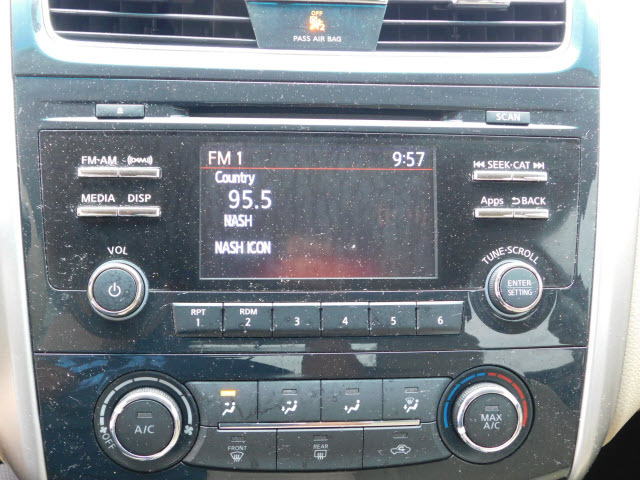 OFF
PASS AIR BAG
SCAN
FM·AM (XM)
MEDIA DISP
FM 1 9:57
Country
95.5
NASH
NASH ICON
SEEK·CAT
Apps BACK
VOL
TUNE·SCROLL
ENTER
SETTING
RPT 1 RDM 2 3 4 5 6
OFF
A/C
FRONT
REAR
MAX
A/C